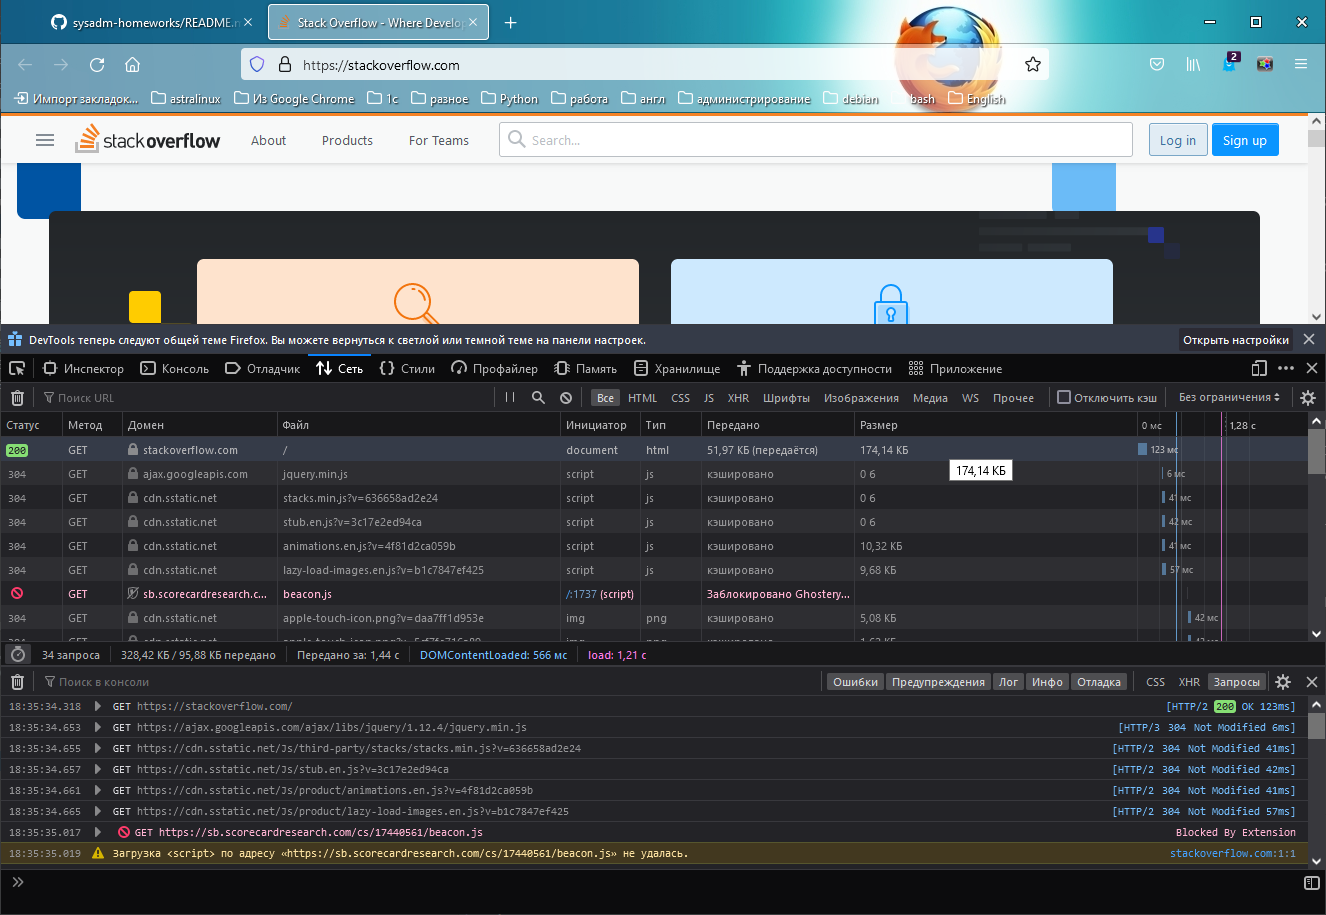 sysadm-homeworks/README.m
Stack Overflow - Where Develop
https://stackoverflow.com
2
Импорт закладок... astralinux Из Google Chrome 1c разное Python работа англ администрирование debian bash English
stackoverflow About Products For Teams Search... Log in Sign up
DevTools теперь следуют общей теме Firefox. Вы можете вернуться к светлой или темной теме на панели настроек. Открыть настройки
Инспектор Консоль Отладчик Сеть Стили Профайлер Память Хранилище Поддержка доступности Приложение
Поиск URL Все HTML CSS JS XHR Шрифты Изображения Медиа WS Прочее Отключить кэш Без ограничения
Статус Метод Домен Файл Инициатор Тип Передано Размер 0 мс 1,28 с
200 GET stackoverflow.com / document html 51,97 КБ (передаётся) 174,14 КБ 123 мс
304 GET ajax.googleapis.com jquery.min.js script js кэшировано 0 б 6 мс
174,14 КБ
304 GET cdn.sstatic.net stacks.min.js?v=636658ad2e24 script js кэшировано 0 б 41 мс
304 GET cdn.sstatic.net stub.en.js?v=3c17e2ed94ca script js кэшировано 0 б 42 мс
304 GET cdn.sstatic.net animations.en.js?v=4f81d2ca059b script js кэшировано 10,32 КБ 41 мс
304 GET cdn.sstatic.net lazy-load-images.en.js?v=b1c7847ef425 script js кэшировано 9,68 КБ 57 мс
GET sb.scorecardresearch.c... beacon.js /:1737 (script) Заблокировано Ghostery...
304 GET cdn.sstatic.net apple-touch-icon.png?v=daa7ff1d953e img png кэшировано 5,08 КБ 42 мс
34 запроса 328,42 КБ / 95,88 КБ передано Передано за: 1,44 с DOMContentLoaded: 566 мс load: 1,21 с
Поиск в консоли Ошибки Предупреждения Лог Инфо Отладка CSS XHR Запросы
18:35:34.318 GET https://stackoverflow.com/ [HTTP/2 200 OK 123ms]
18:35:34.653 GET https://ajax.googleapis.com/ajax/libs/jquery/1.12.4/jquery.min.js [HTTP/3 304 Not Modified 6ms]
18:35:34.655 GET https://cdn.sstatic.net/Js/third-party/stacks/stacks.min.js?v=636658ad2e24 [HTTP/2 304 Not Modified 41ms]
18:35:34.657 GET https://cdn.sstatic.net/Js/stub.en.js?v=3c17e2ed94ca [HTTP/2 304 Not Modified 42ms]
18:35:34.661 GET https://cdn.sstatic.net/Js/product/animations.en.js?v=4f81d2ca059b [HTTP/2 304 Not Modified 41ms]
18:35:34.665 GET https://cdn.sstatic.net/Js/product/lazy-load-images.en.js?v=b1c7847ef425 [HTTP/2 304 Not Modified 57ms]
18:35:35.017 GET https://sb.scorecardresearch.com/cs/17440561/beacon.js Blocked By Extension
18:35:35.019 Загрузка <script> по адресу «https://sb.scorecardresearch.com/cs/17440561/beacon.js» не удалась. stackoverflow.com:1:1